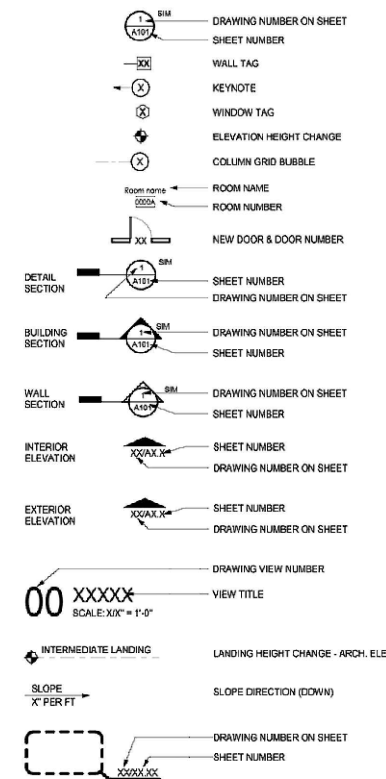 SIM
1 DRAWING NUMBER ON SHEET
A101 SHEET NUMBER
XX WALL TAG
X KEYNOTE
X WINDOW TAG
ELEVATION HEIGHT CHANGE
X COLUMN GRID BUBBLE
Room name ROOM NAME
0000A ROOM NUMBER
XX NEW DOOR & DOOR NUMBER
DETAIL SECTION
1 SIM
A101 SHEET NUMBER
DRAWING NUMBER ON SHEET
BUILDING SECTION
SIM
1 DRAWING NUMBER ON SHEET
A101 SHEET NUMBER
WALL SECTION
SIM
1 DRAWING NUMBER ON SHEET
A101 SHEET NUMBER
INTERIOR ELEVATION
XX/AX.X SHEET NUMBER
DRAWING NUMBER ON SHEET
EXTERIOR ELEVATION
XX/AX.X SHEET NUMBER
DRAWING NUMBER ON SHEET
DRAWING VIEW NUMBER
00 XXXXX VIEW TITLE
SCALE: X/X" = 1'-0"
INTERMEDIATE LANDING LANDING HEIGHT CHANGE - ARCH. ELE
SLOPE
X" PER FT SLOPE DIRECTION (DOWN)
DRAWING NUMBER ON SHEET
SHEET NUMBER
XX/XX.XX